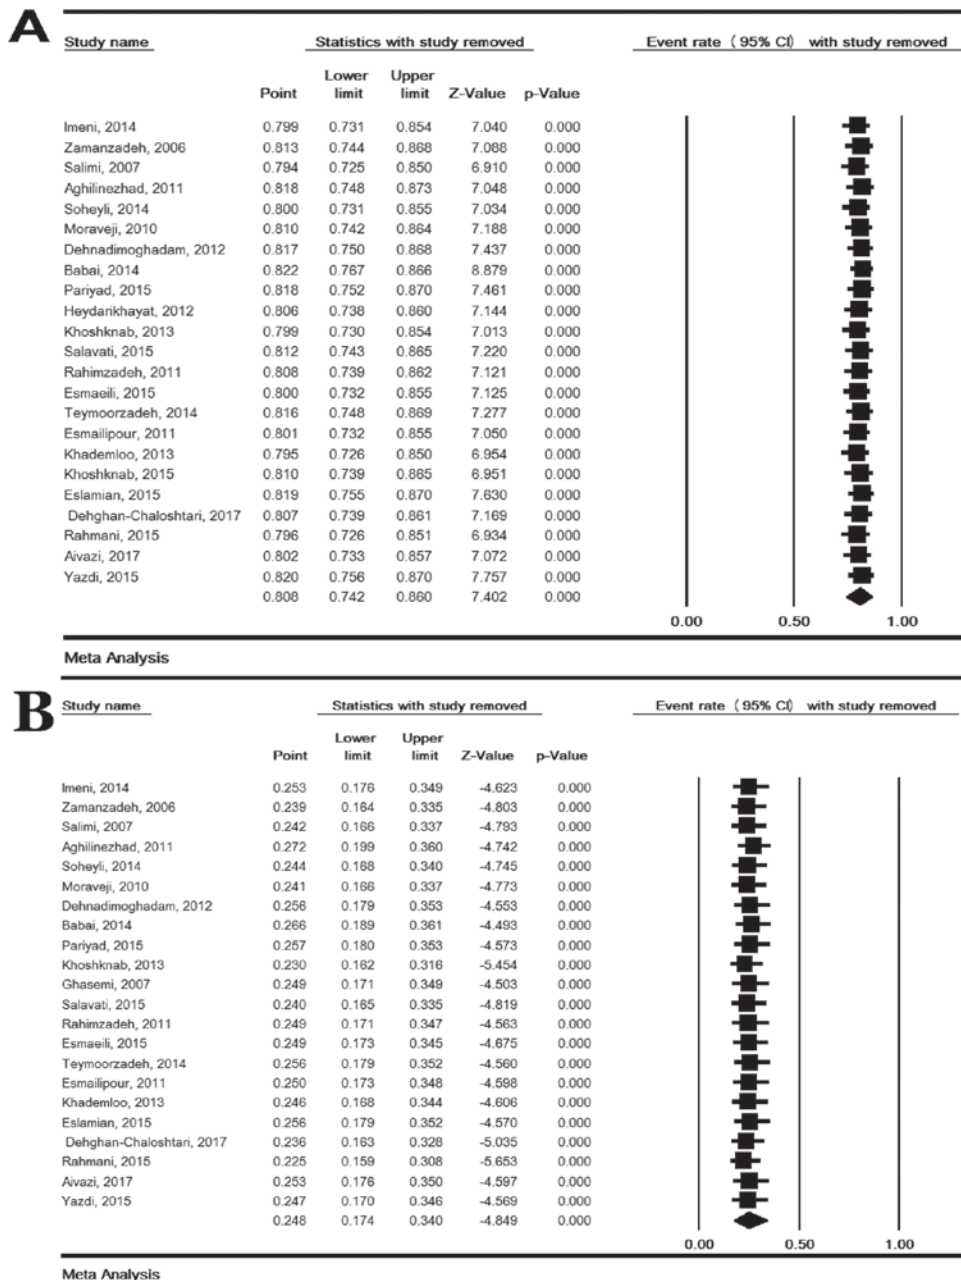 A
Study name Statistics with study removed Event rate ( 95% CI) with study removed
Lower Upper
Point limit limit Z-Value p-Value
Imeni, 2014 0.799 0.731 0.854 7.040 0.000
Zamanzadeh, 2006 0.813 0.744 0.868 7.088 0.000
Salimi, 2007 0.794 0.725 0.850 6.910 0.000
Aghilinezhad, 2011 0.818 0.748 0.873 7.048 0.000
Soheyli, 2014 0.800 0.731 0.855 7.034 0.000
Moraveji, 2010 0.810 0.742 0.864 7.188 0.000
Dehnadimoghadam, 2012 0.817 0.750 0.868 7.437 0.000
Babai, 2014 0.822 0.767 0.866 8.879 0.000
Pariyad, 2015 0.818 0.752 0.870 7.461 0.000
Heydarikhayat, 2012 0.806 0.738 0.860 7.144 0.000
Khoshknab, 2013 0.799 0.730 0.854 7.013 0.000
Salavati, 2015 0.812 0.743 0.865 7.220 0.000
Rahimzadeh, 2011 0.808 0.739 0.862 7.121 0.000
Esmaeili, 2015 0.800 0.732 0.855 7.125 0.000
Teymoorzadeh, 2014 0.816 0.748 0.869 7.277 0.000
Esmailipour, 2011 0.801 0.732 0.855 7.050 0.000
Khademloo, 2013 0.795 0.726 0.850 6.954 0.000
Khoshknab, 2015 0.810 0.739 0.865 6.951 0.000
Eslamian, 2015 0.819 0.755 0.870 7.630 0.000
Dehghan-Chaloshtari, 2017 0.807 0.739 0.861 7.169 0.000
Rahmani, 2015 0.796 0.726 0.851 6.934 0.000
Aivazi, 2017 0.802 0.733 0.857 7.072 0.000
Yazdi, 2015 0.820 0.756 0.870 7.757 0.000
0.808 0.742 0.860 7.402 0.000
0.00 0.50 1.00
Meta Analysis
B
Study name Statistics with study removed Event rate ( 95% CI) with study removed
Lower Upper
Point limit limit Z-Value p-Value
Imeni, 2014 0.253 0.176 0.349 -4.623 0.000
Zamanzadeh, 2006 0.239 0.164 0.335 -4.803 0.000
Salimi, 2007 0.242 0.166 0.337 -4.793 0.000
Aghilinezhad, 2011 0.272 0.199 0.360 -4.742 0.000
Soheyli, 2014 0.244 0.168 0.340 -4.745 0.000
Moraveji, 2010 0.241 0.166 0.337 -4.773 0.000
Dehnadimoghadam, 2012 0.256 0.179 0.353 -4.553 0.000
Babai, 2014 0.266 0.189 0.361 -4.493 0.000
Pariyad, 2015 0.257 0.180 0.353 -4.573 0.000
Khoshknab, 2013 0.230 0.162 0.316 -5.454 0.000
Ghasemi, 2007 0.249 0.171 0.349 -4.503 0.000
Salavati, 2015 0.240 0.165 0.335 -4.819 0.000
Rahimzadeh, 2011 0.249 0.171 0.347 -4.563 0.000
Esmaeili, 2015 0.249 0.173 0.345 -4.675 0.000
Teymoorzadeh, 2014 0.256 0.179 0.352 -4.560 0.000
Esmailipour, 2011 0.250 0.173 0.348 -4.598 0.000
Khademloo, 2013 0.246 0.168 0.344 -4.606 0.000
Eslamian, 2015 0.256 0.179 0.352 -4.570 0.000
Dehghan-Chaloshtari, 2017 0.236 0.163 0.328 -5.035 0.000
Rahmani, 2015 0.225 0.159 0.308 -5.653 0.000
Aivazi, 2017 0.253 0.176 0.350 -4.597 0.000
Yazdi, 2015 0.247 0.170 0.346 -4.569 0.000
0.248 0.174 0.340 -4.849 0.000
0.00 0.50 1.00
Meta Analysis